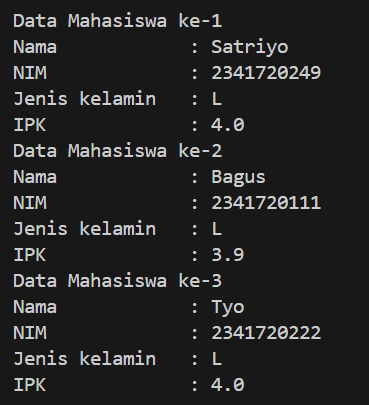 Data Mahasiswa ke-1
Nama : Satriyo
NIM : 2341720249
Jenis kelamin : L
IPK : 4.0
Data Mahasiswa ke-2
Nama : Bagus
NIM : 2341720111
Jenis kelamin : L
IPK : 3.9
Data Mahasiswa ke-3
Nama : Tyo
NIM : 2341720222
Jenis kelamin : L
IPK : 4.0